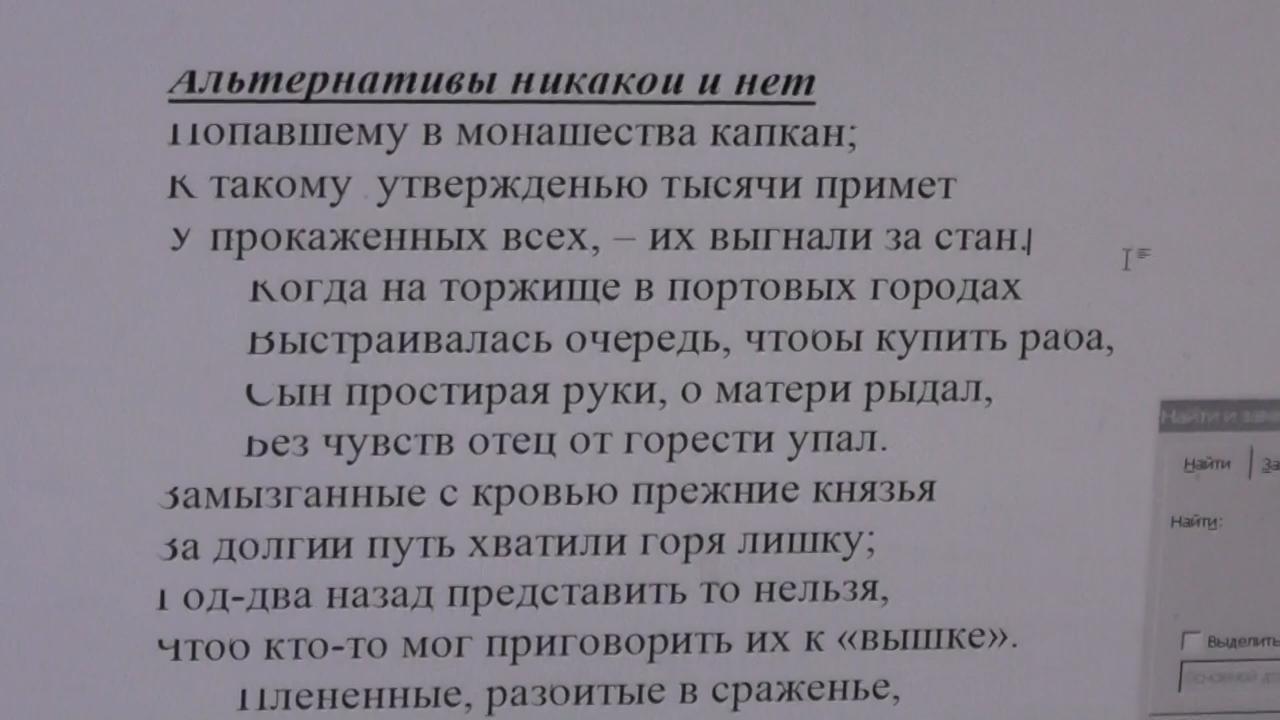 Альтернативы никакой и нет
Попавшему в монашества капкан;
К такому утвержденью тысячи примет
У прокаженных всех, – их выгнали за стан.
Когда на торжище в портовых городах
Выстраивалась очередь, чтобы купить раба,
Сын простирая руки, о матери рыдал,
Без чувств отец от горести упал.
Замызганные с кровью прежние князья
За долгий путь хватили горя лишку;
Год-два назад представить то нельзя,
Чтоб кто-то мог приговорить их к «вышке».
Плененные, разбитые в сраженье,
Найти и
Найти
За
Найти:
Выделить